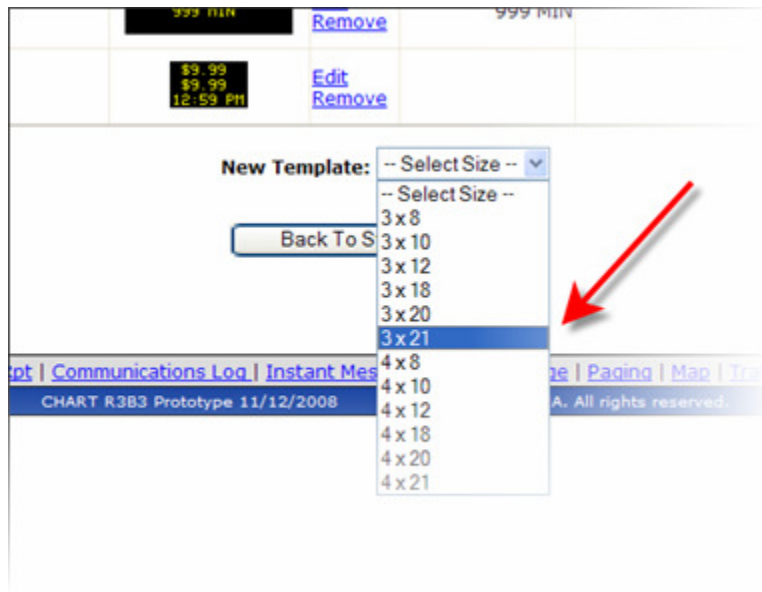 999 MIN
Remove
999 MIN
$9.99
$9.99
12:59 PM
Edit
Remove
New Template: -- Select Size --
-- Select Size --
3 x 8
Back To S
3 x 10
3 x 12
3 x 18
3 x 20
3 x 21
4 x 8
4 x 10
4 x 12
4 x 18
4 x 20
4 x 21
| Communications Log | Instant Mes | Paging | Map |
CHART R3B3 Prototype 11/12/2008 A. All rights reserved.